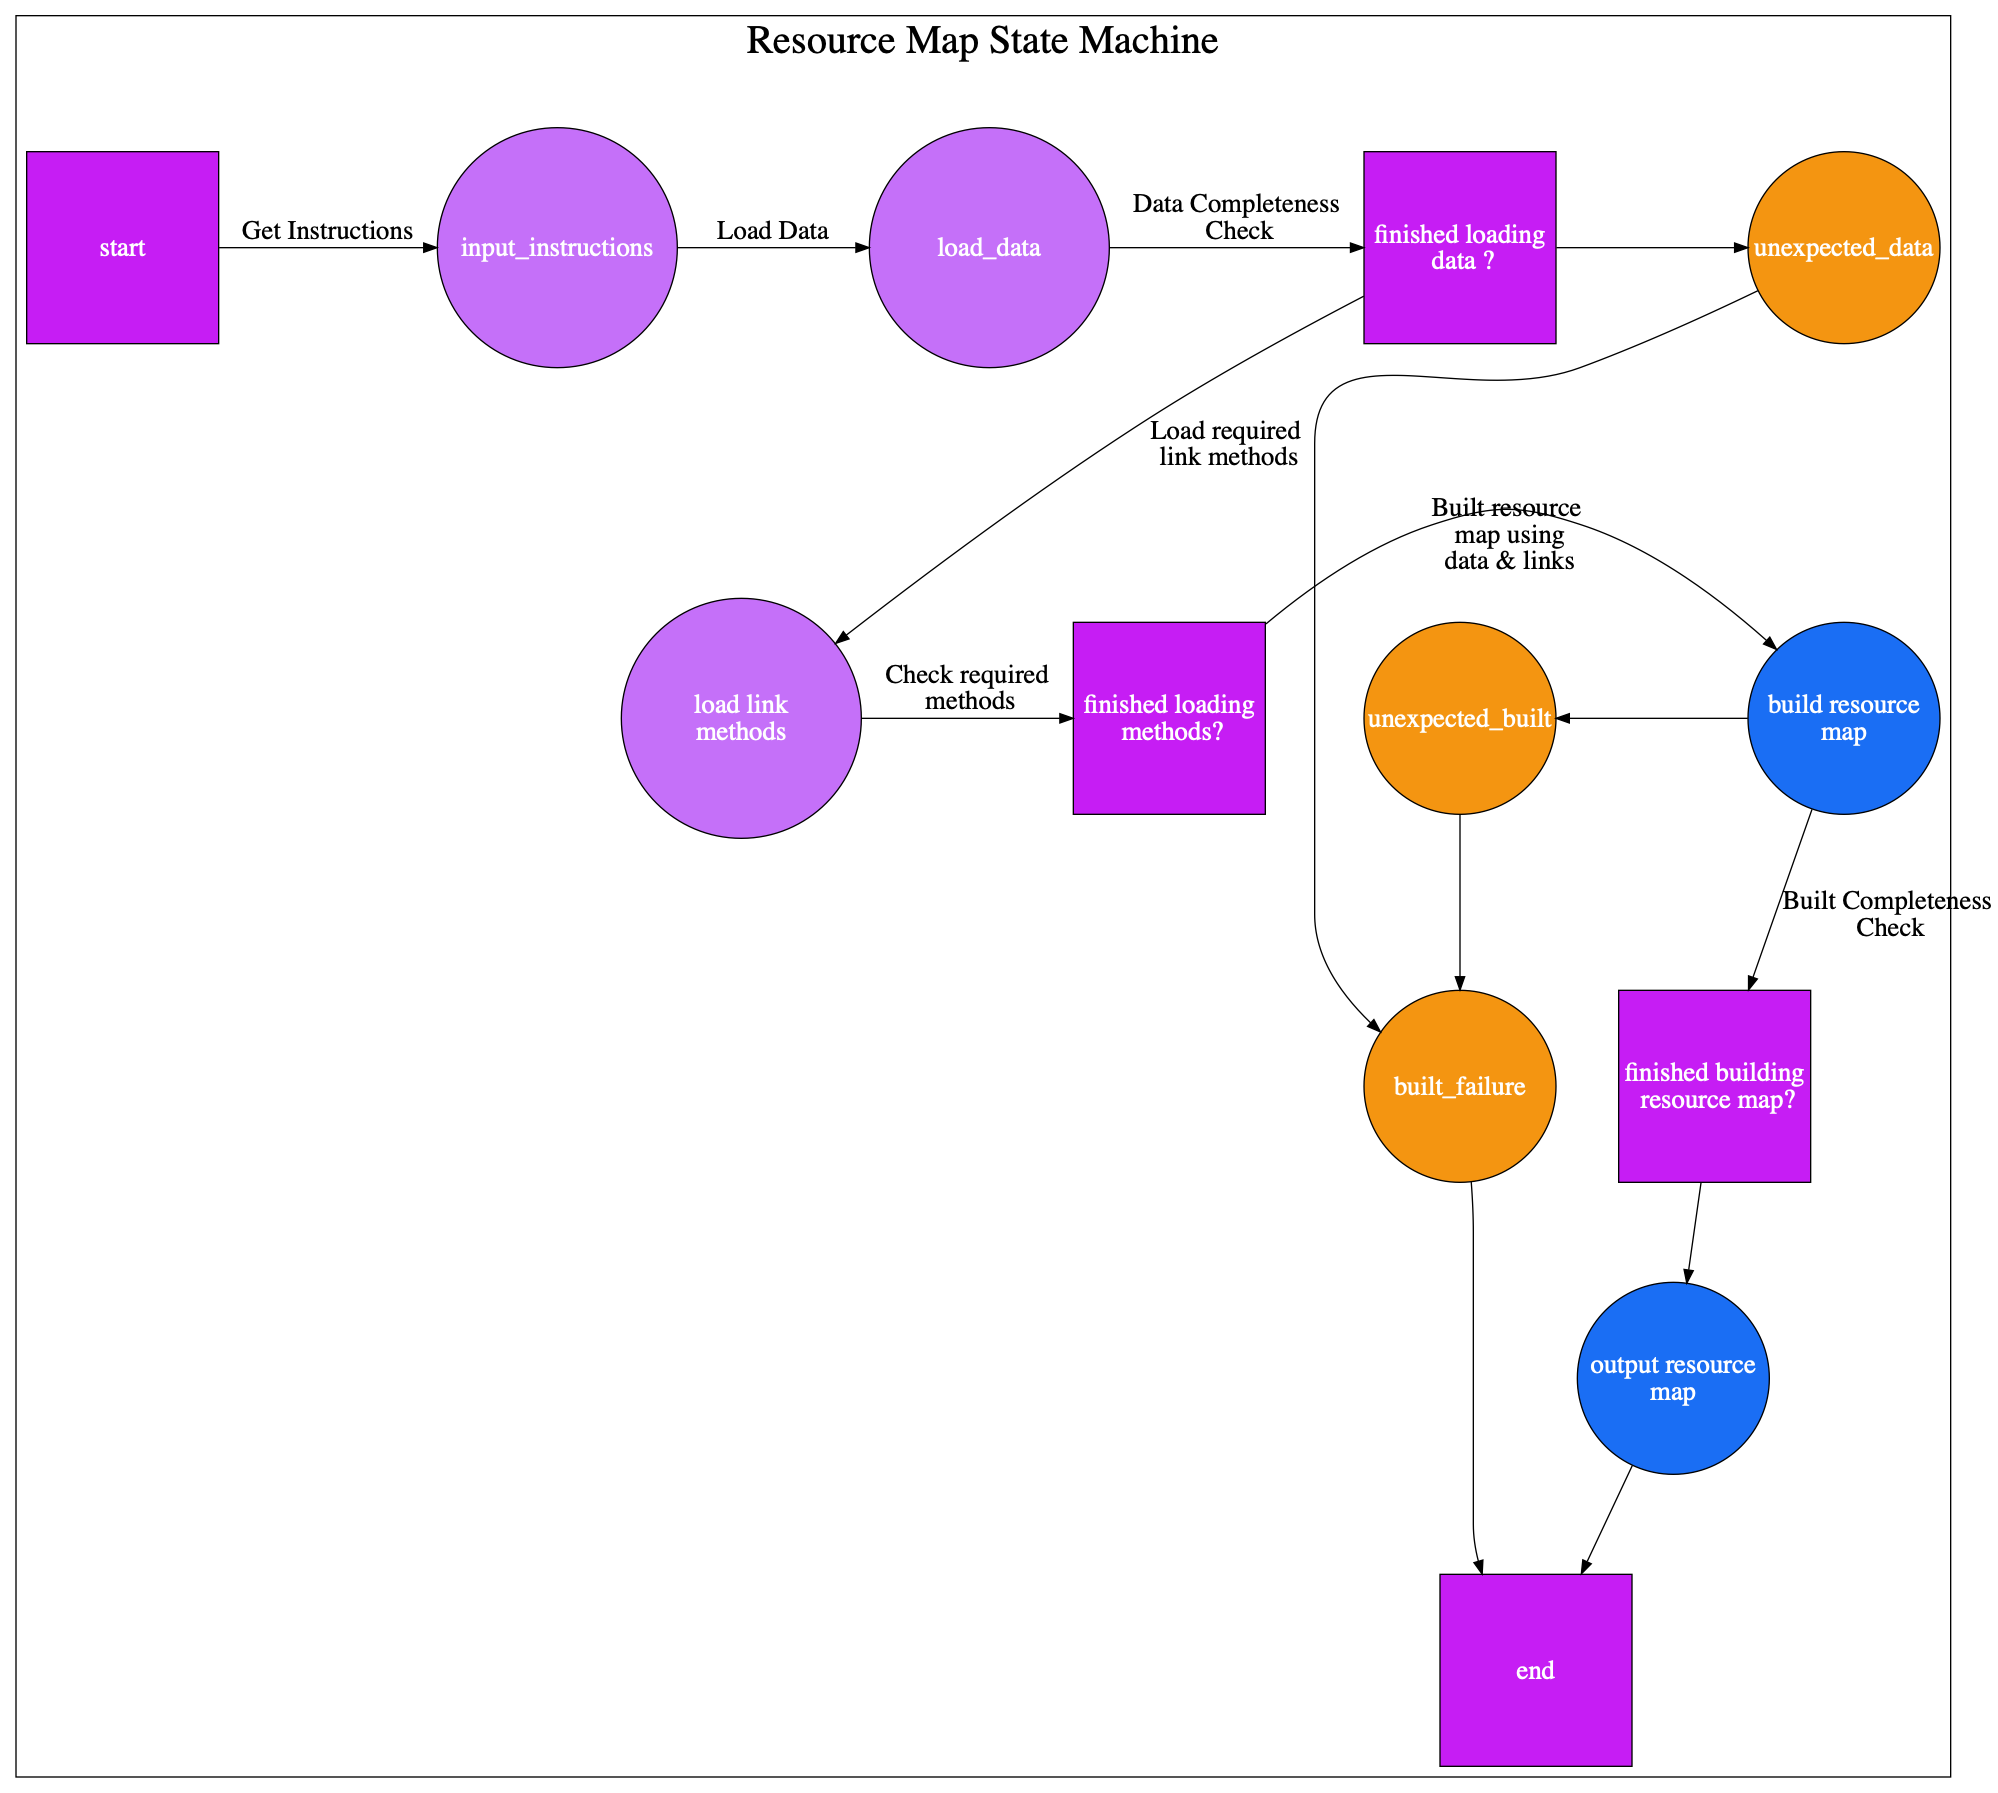 Resource Map State Machine
start
Get Instructions
input_instructions
Load Data
load_data
Data Completeness
Check
finished loading
data ?
unexpected_data
Load required
link methods
Built resource
map using
data & links
load link
methods
Check required
methods
finished loading
methods?
unexpected_built
build resource
map
Built Completeness
Check
built_failure
finished building
resource map?
output resource
map
end